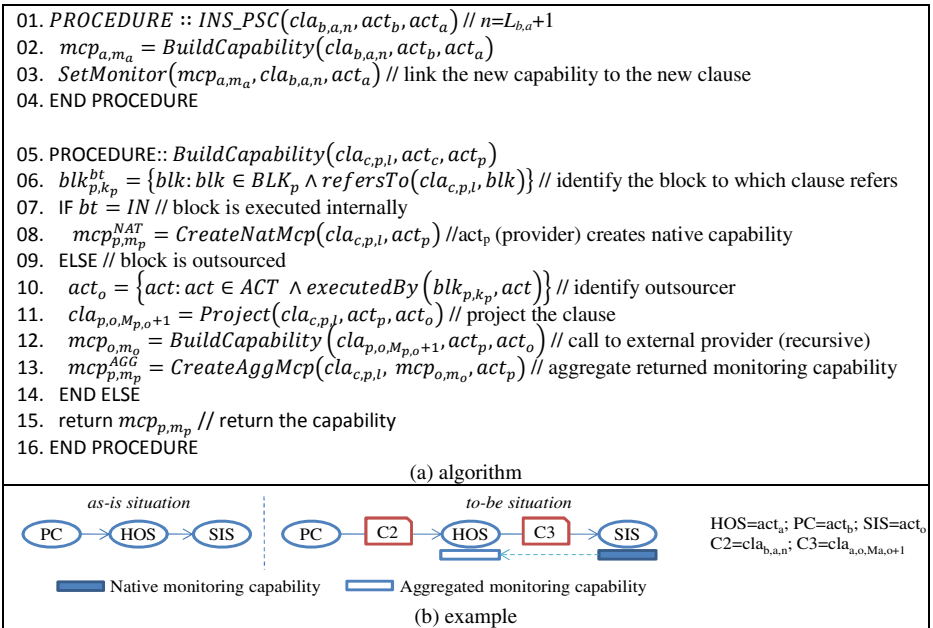 01. PROCEDURE :: INS_PSC(cla_{b,a,n}, act_b, act_a) // n=L_{b,a}+1
02. mcp_{a,m_a} = BuildCapability(cla_{b,a,n}, act_b, act_a)
03. SetMonitor(mcp_{a,m_a}, cla_{b,a,n}, act_a) // link the new capability to the new clause
04. END PROCEDURE
05. PROCEDURE:: BuildCapability(cla_{c,p,l}, act_c, act_p)
06. blk^{bt}_{p,k_p} = {blk: blk ∈ BLK_p ∧ refersTo(cla_{c,p,l}, blk)} // identify the block to which clause refers
07. IF bt = IN // block is executed internally
08. mcp^{NAT}_{p,m_p} = CreateNatMcp(cla_{c,p,l}, act_p) //act_p (provider) creates native capability
09. ELSE // block is outsourced
10. act_o = {act: act ∈ ACT ∧ executedBy(blk_{p,k_p}, act)} // identify outsourcer
11. cla_{p,o,M_{p,o}+1} = Project(cla_{c,p,l}, act_p, act_o) // project the clause
12. mcp_{o,m_o} = BuildCapability(cla_{p,o,M_{p,o}+1}, act_p, act_o) // call to external provider (recursive)
13. mcp^{AGG}_{p,m_p} = CreateAggMcp(cla_{c,p,l}, mcp_{o,m_o}, act_p) // aggregate returned monitoring capability
14. END ELSE
15. return mcp_{p,m_p} // return the capability
16. END PROCEDURE
(a) algorithm
as-is situation
PC HOS SIS
to-be situation
PC C2 HOS C3 SIS
HOS=act_a; PC=act_b; SIS=act_o
C2=cla_{b,a,n}; C3=cla_{a,o,Ma,o+1}
Native monitoring capability
Aggregated monitoring capability
(b) example